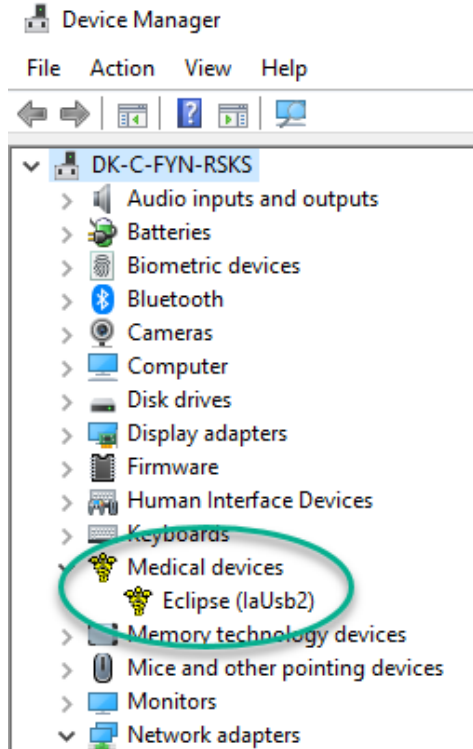 Device Manager
File Action View Help
DK-C-FYN-RSKS
Audio inputs and outputs
Batteries
Biometric devices
Bluetooth
Cameras
Computer
Disk drives
Display adapters
Firmware
Human Interface Devices
Keyboards
Medical devices
Eclipse (IaUsb2)
Memory technology devices
Mice and other pointing devices
Monitors
Network adapters